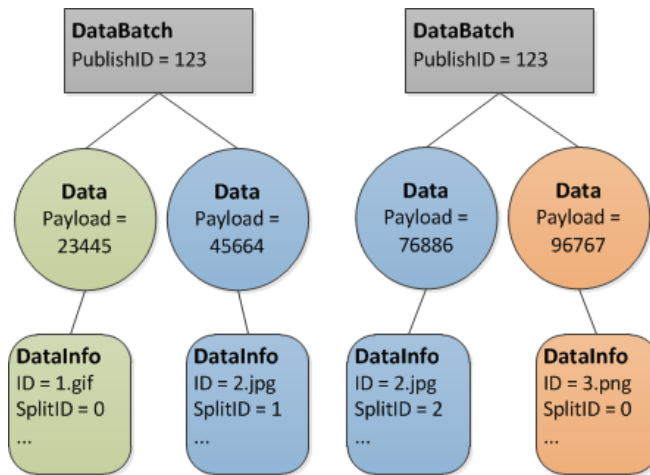 DataBatch
PublishID = 123
DataBatch
PublishID = 123
Data
Payload =
23445
Data
Payload =
45664
Data
Payload =
76886
Data
Payload =
96767
DataInfo
ID = 1.gif
SplitID = 0
...
DataInfo
ID = 2.jpg
SplitID = 1
...
DataInfo
ID = 2.jpg
SplitID = 2
...
DataInfo
ID = 3.png
SplitID = 0
...